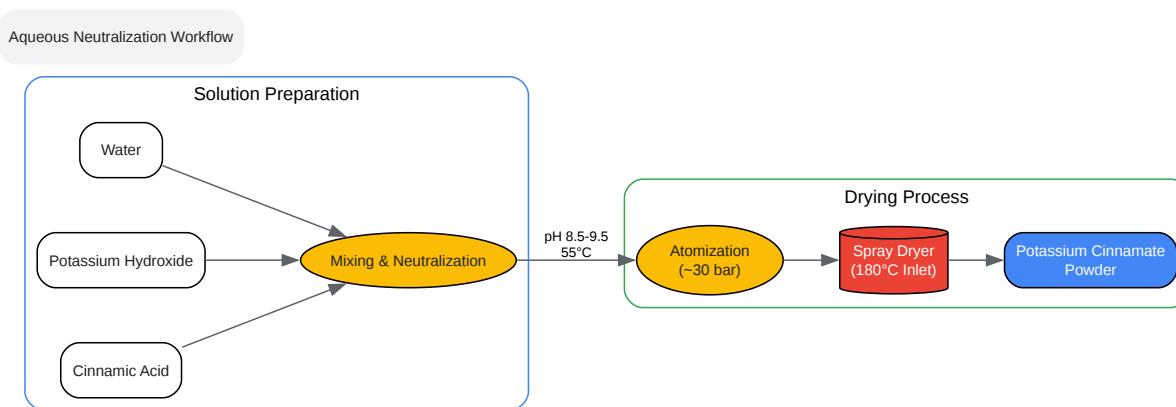 Aqueous Neutralization Workflow
Solution Preparation
Water
Potassium Hydroxide
Cinnamic Acid
Mixing & Neutralization
pH 8.5-9.5
55°C
Drying Process
Atomization
(~30 bar)
Spray Dryer
(180°C Inlet)
Potassium Cinnamate
Powder